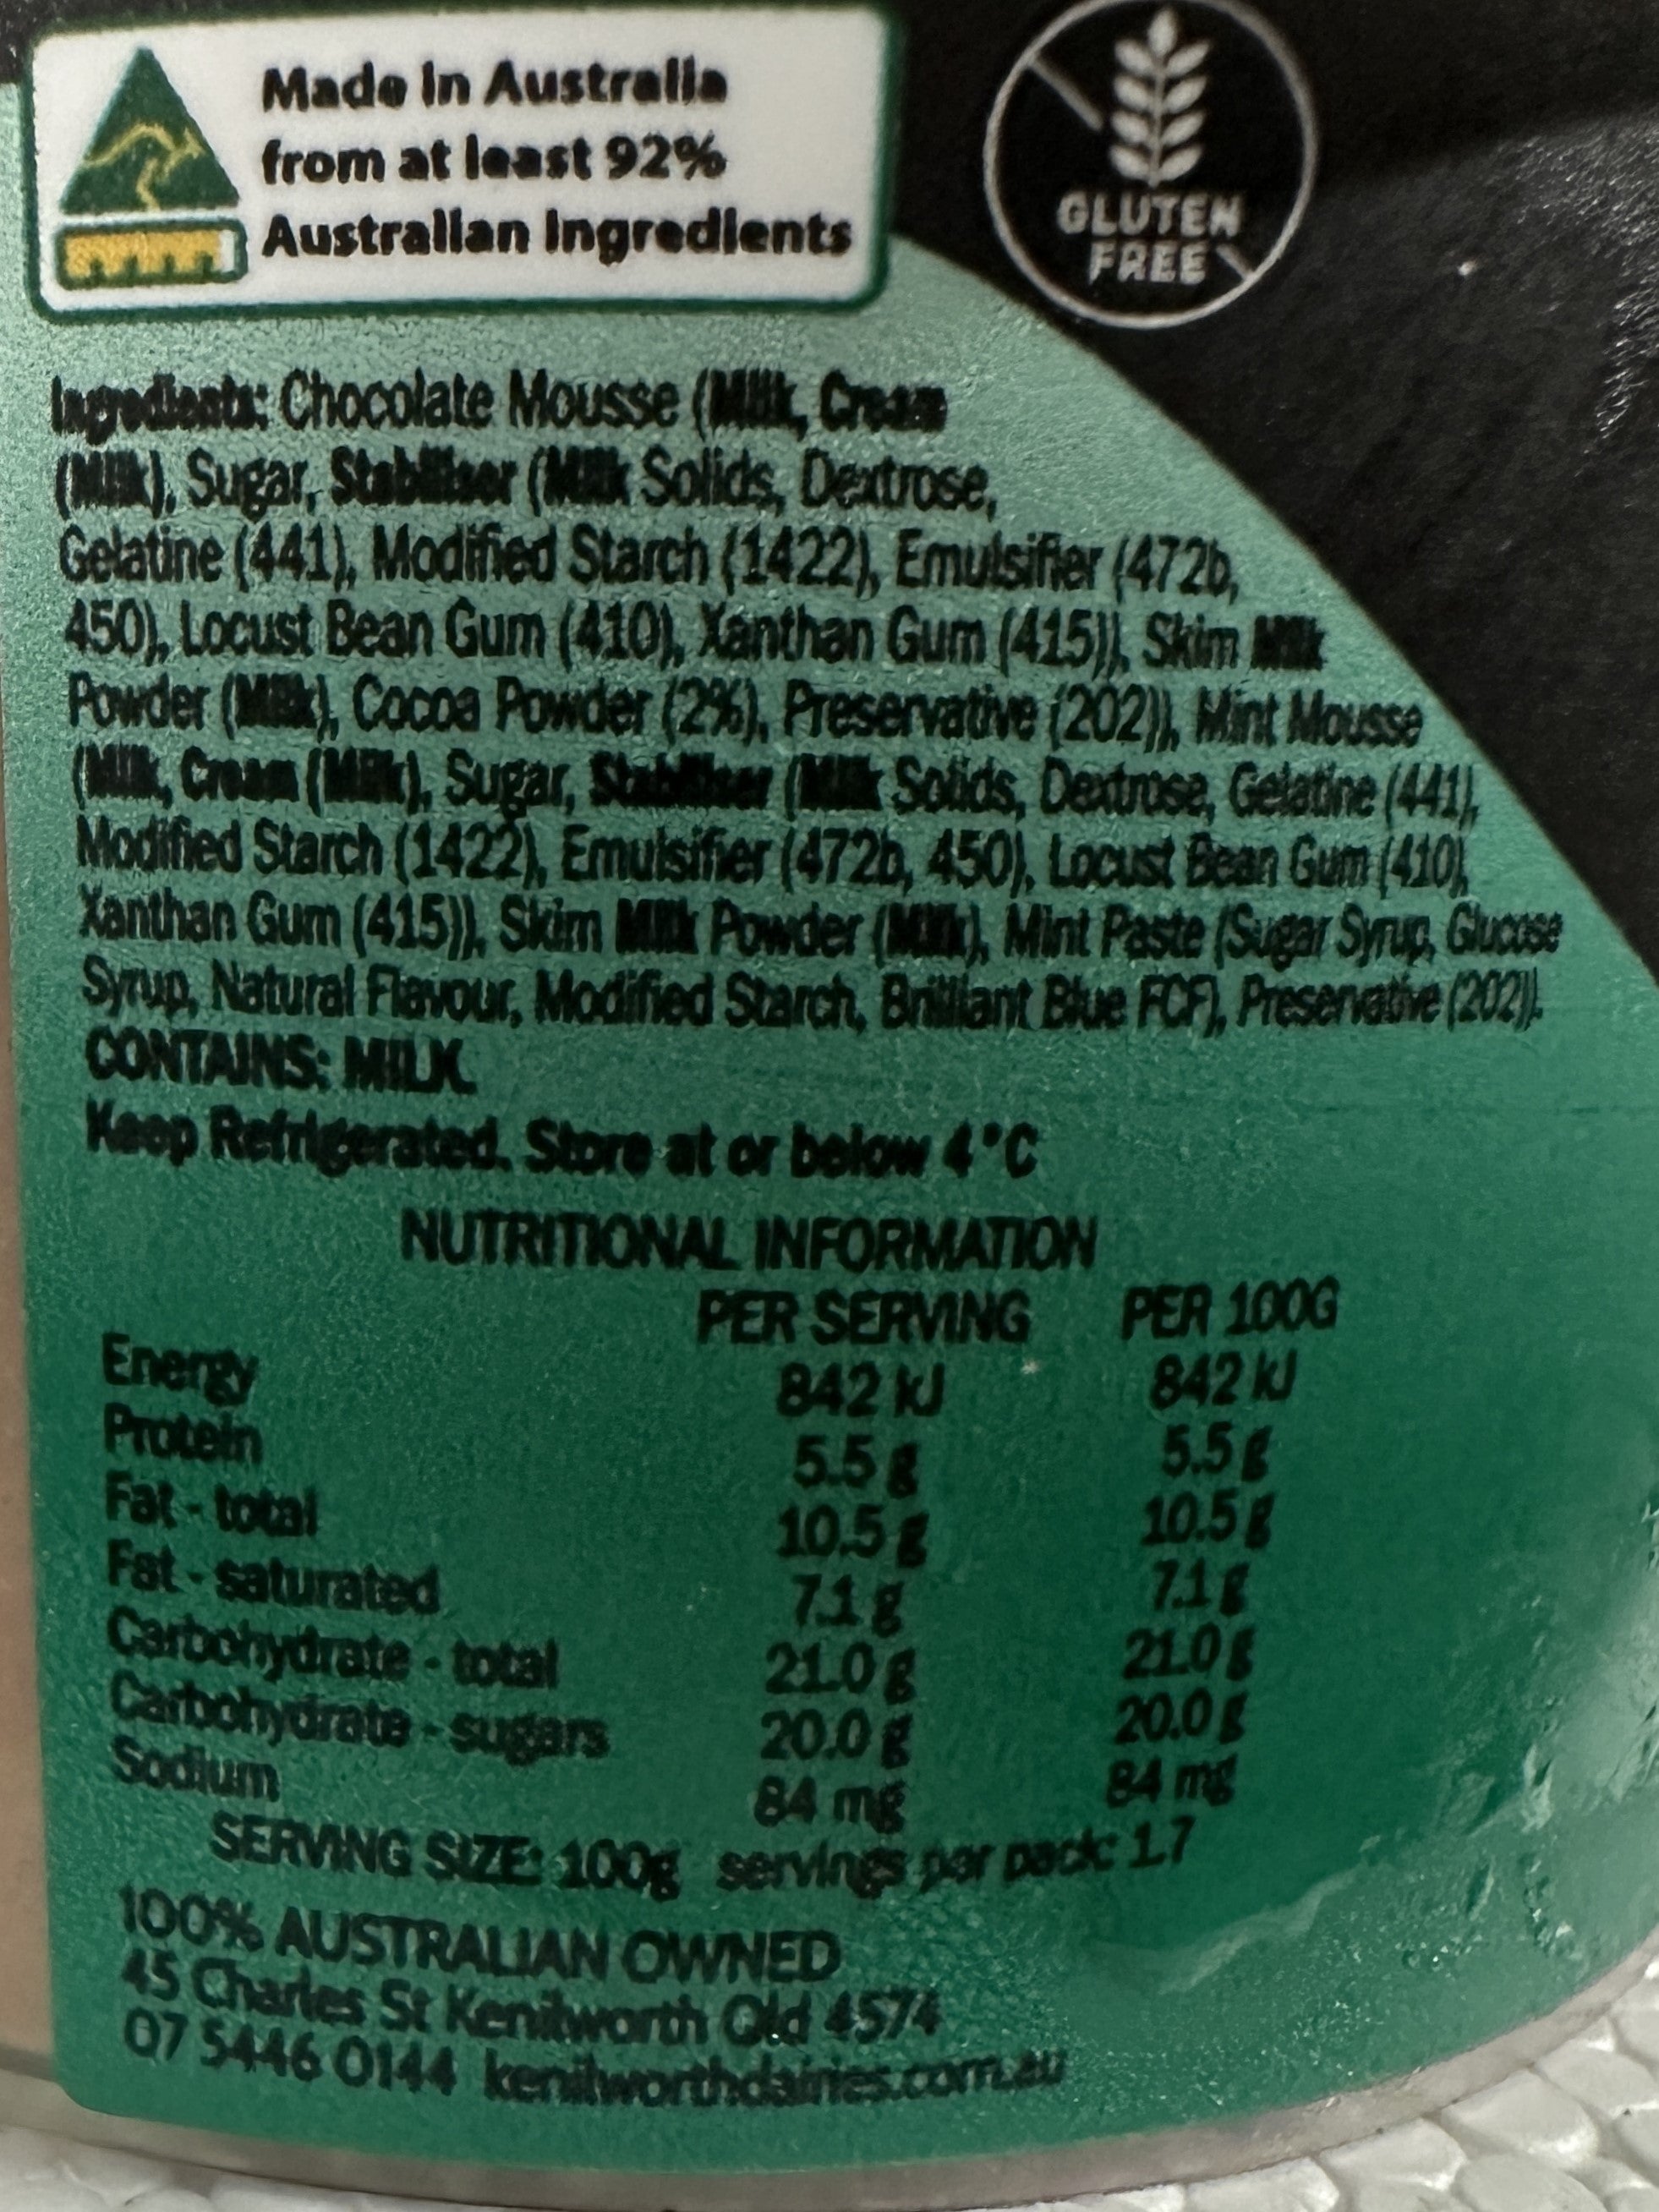 Made in Australia
from at least 92%
Australian Ingredients
GLUTEN
FREE
Ingredients: Chocolate Mousse (Milk, Cream
(Milk), Sugar, Stabiliser (Milk Solids, Dextrose,
Gelatine (441), Modified Starch (1422), Emulsifier (472b,
450), Locust Bean Gum (410), Xanthan Gum (415)), Skim Milk
Powder (Milk), Cocoa Powder (2%), Preservative (202)), Mint Mousse
(Milk, Cream (Milk), Sugar, Stabiliser (Milk Solids, Dextrose, Gelatine (441),
Modified Starch (1422), Emulsifier (472b, 450), Locust Bean Gum (410),
Xanthan Gum (415)), Skim Milk Powder (Milk), Mint Paste (Sugar Syrup, Glucose
Syrup, Natural Flavour, Modified Starch, Brilliant Blue FCF), Preservative (202)).
CONTAINS: MILK.
Keep Refrigerated. Store at or below 4°C
NUTRITIONAL INFORMATION
PER SERVING PER 100G
Energy 842 kJ 842 kJ
Protein 5.5 g 5.5 g
Fat - total 10.5 g 10.5 g
Fat - saturated 7.1 g 7.1 g
Carbohydrate - total 21.0 g 21.0 g
Carbohydrate - sugars 20.0 g 20.0 g
Sodium 84 mg 84 mg
SERVING SIZE: 100g servings per pack: 1.7
100% AUSTRALIAN OWNED
45 Charles St Kenilworth Qld 4574
07 5446 0144 kenilworthdairies.com.au